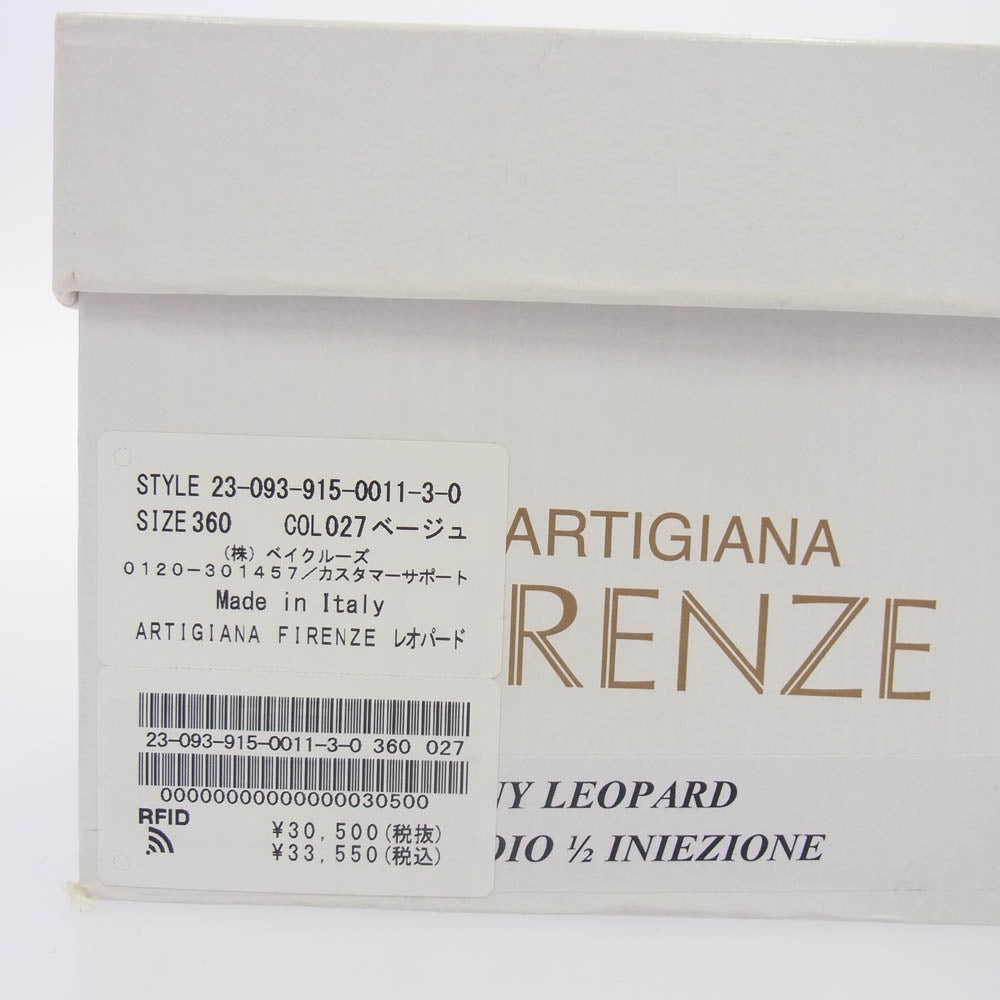 STYLE 23-093-915-0011-3-0
SIZE 360 COL027 ベージュ
(株) ベイクルーズ
0120-301457/カスタマーサポート
Made in Italy
ARTIGIANA FIRENZE レオパード
23-093-915-0011-3-0 360 027
00000000000000030500
RFID
¥30,500(税抜)
¥33,550(税込)
ARTIGIANA
RENZE
NY LEOPARD
DIO ½ INIEZIONE